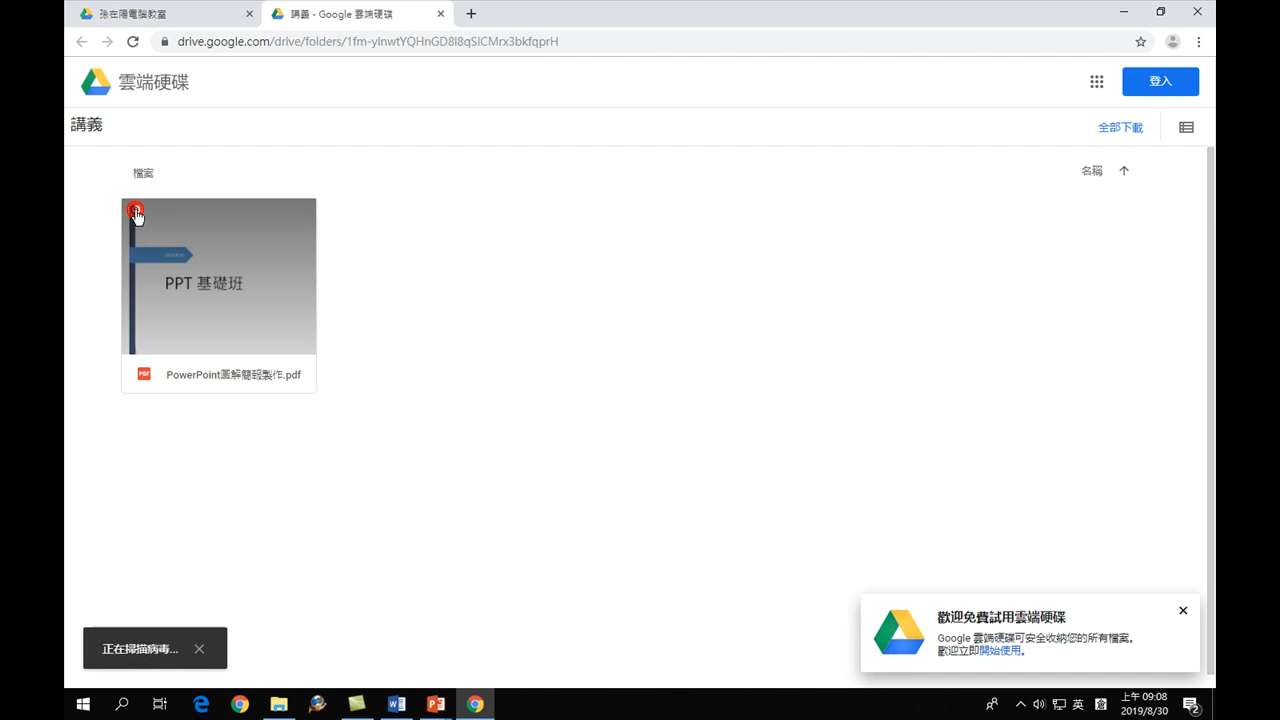 孫在陽電腦教室
講義 - Google 雲端硬碟
drive.google.com/drive/folders/1fm-ylnwtYQHnGD8l8qSlCMrx3bkfqprH
雲端硬碟
登入
講義
全部下載
檔案
名稱
PPT 基礎班
PDF
PowerPoint圖解簡報製作.pdf
歡迎免費試用雲端硬碟
Google 雲端硬碟可安全收納您的所有檔案。
歡迎立即開始使用。
正在掃描病毒...
英
上午 09:08
2019/8/30
2